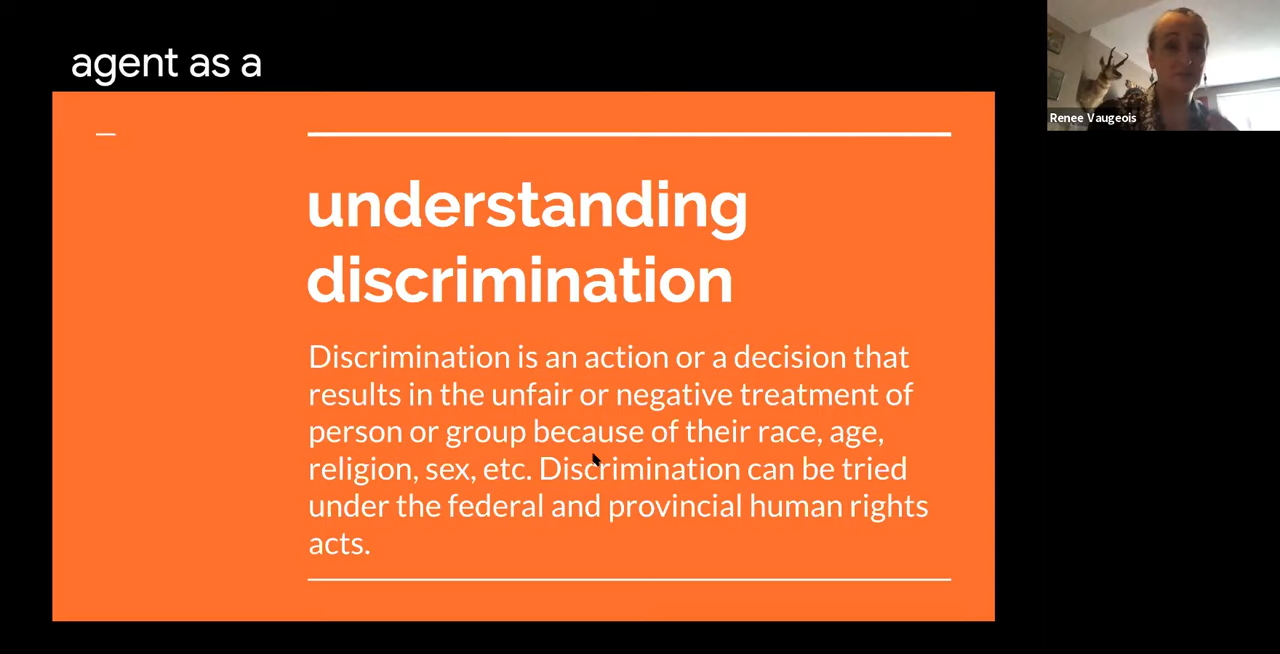 agent as a
Renee Vaugeois
understanding
discrimination
Discrimination is an action or a decision that
results in the unfair or negative treatment of
person or group because of their race, age,
religion, sex, etc. Discrimination can be tried
under the federal and provincial human rights
acts.